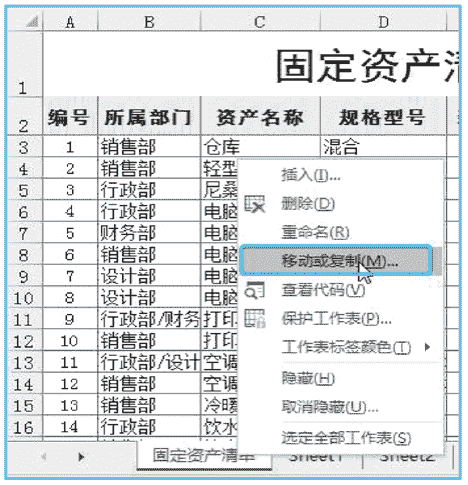 A B C D
1 固定资产清
2 编号 所属部门 资产名称 规格型号
3 1 销售部 仓库 混合
4 2 销售部 轻型
5 3 行政部 尼桑
6 4 行政部 电脑
7 5 财务部 电脑
8 6 销售部 电脑
9 7 设计部 电脑
10 8 设计部 电脑
11 9 行政部/财务 打印
12 10 销售部 打印
13 11 行政部/设计 空调
14 12 销售部 空调
15 13 销售部 冷暖
16 14 行政部 饮水
插入(I)...
删除(D)
重命名(R)
移动或复制(M)...
查看代码(V)
保护工作表(P)...
工作表标签颜色(T)
隐藏(H)
取消隐藏(U)...
选定全部工作表(S)
固定资产清单 Sheet1 Sheet2